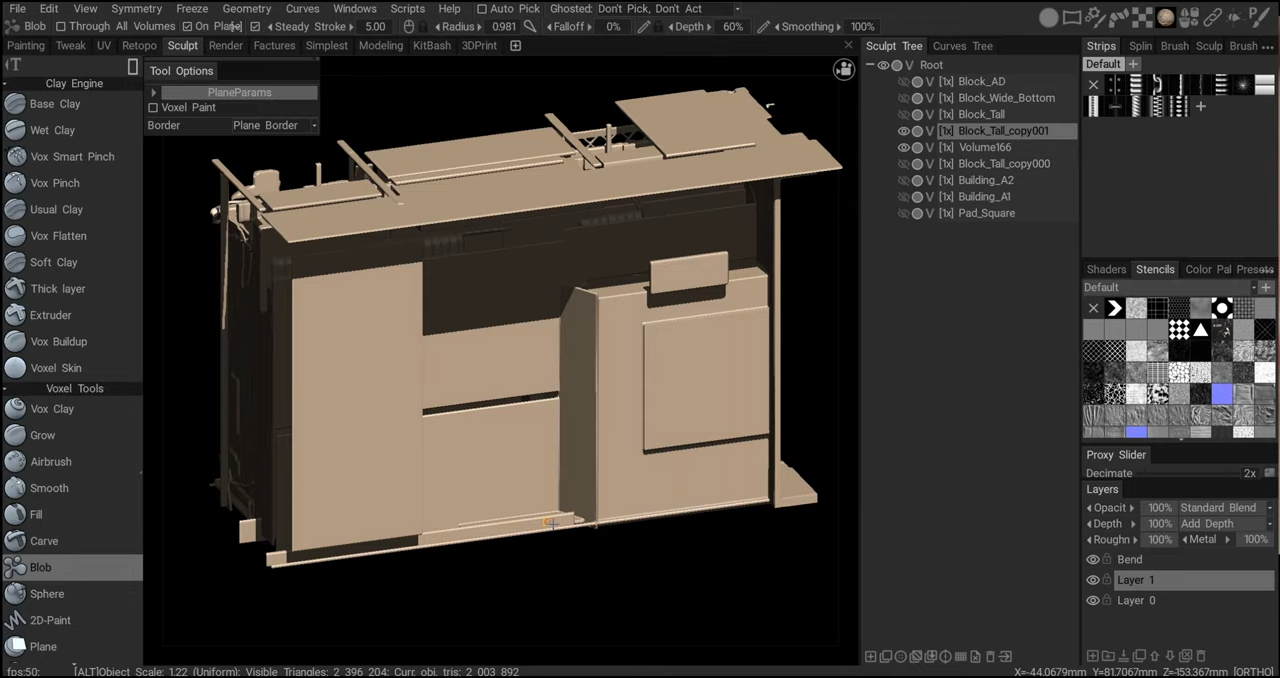 File Edit View Symmetry Freeze Geometry Curves Windows Scripts Help Auto Pick Ghosted: Don't Pick, Don't Act
Blob Through All Volumes On Plane Steady Stroke 5.00 Radius 0.981 Falloff 0% Depth 60% Smoothing 100%
Painting Tweak UV Retopo Sculpt Render Factures Simplest Modeling KitBash 3DPrint
Clay Engine
Base Clay
Wet Clay
Vox Smart Pinch
Vox Pinch
Usual Clay
Vox Flatten
Soft Clay
Thick layer
Extruder
Vox Buildup
Voxel Skin
Voxel Tools
Vox Clay
Grow
Airbrush
Smooth
Fill
Carve
Blob
Sphere
2D-Paint
Plane
Tool Options
PlaneParams
Voxel Paint
Border Plane Border
Sculpt Tree Curves Tree
Root
V [1x] Block_AD
V [1x] Block_Wide_Bottom
V [1x] Block_Tall
V [1x] Block_Tall_copy001
V [1x] Volume166
V [1x] Block_Tall_copy000
V [1x] Building_A2
V [1x] Building_A1
V [1x] Pad_Square
Strips Splin Brush Sculp Brush
Default
Shaders Stencils Color Pal Presets
Default
Proxy Slider
Decimate 2x
Layers
Opacit 100% Standard Blend
Depth 100% Add Depth
Roughn 100% Metal 100%
Bend
Layer 1
Layer 0
fps:50; [ALT]Object Scale: 1.22 (Uniform); Visible Triangles: 2 396 204; Curr. obj. tris: 2 003 892 X=-44.0679mm Y=81.7067mm Z=-153.367mm [ORTHO]